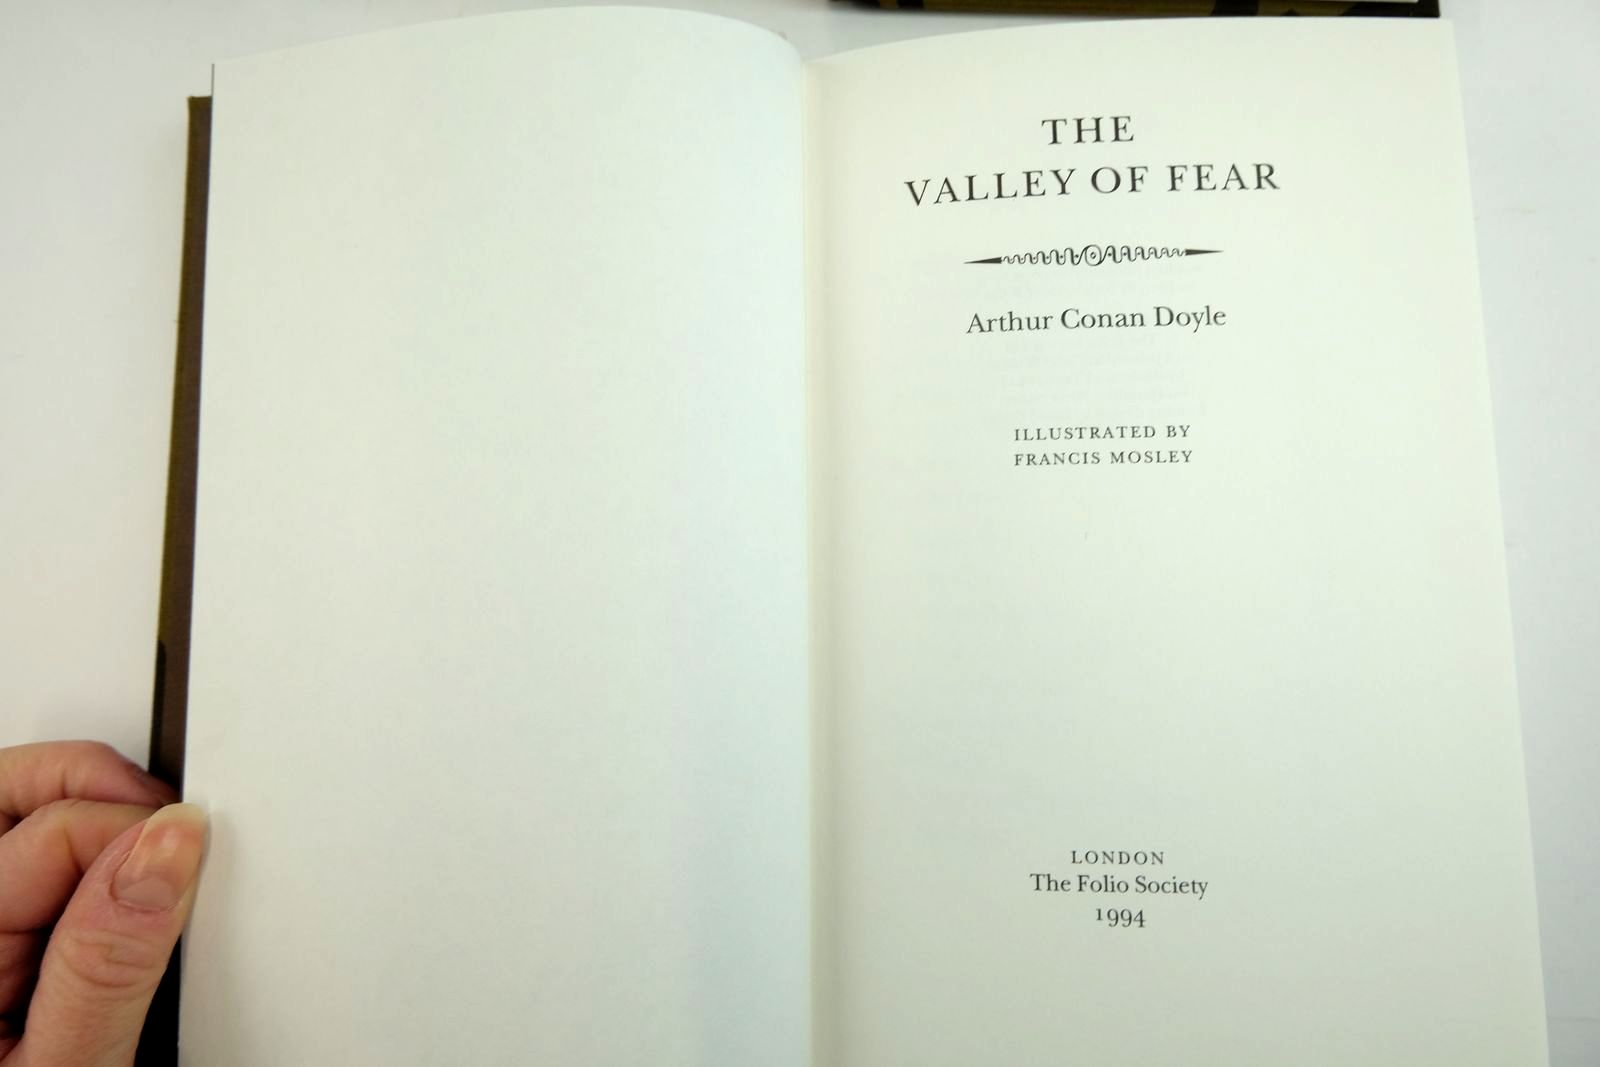 THE
VALLEY OF FEAR
Arthur Conan Doyle
ILLUSTRATED BY
FRANCIS MOSLEY
LONDON
The Folio Society
1994